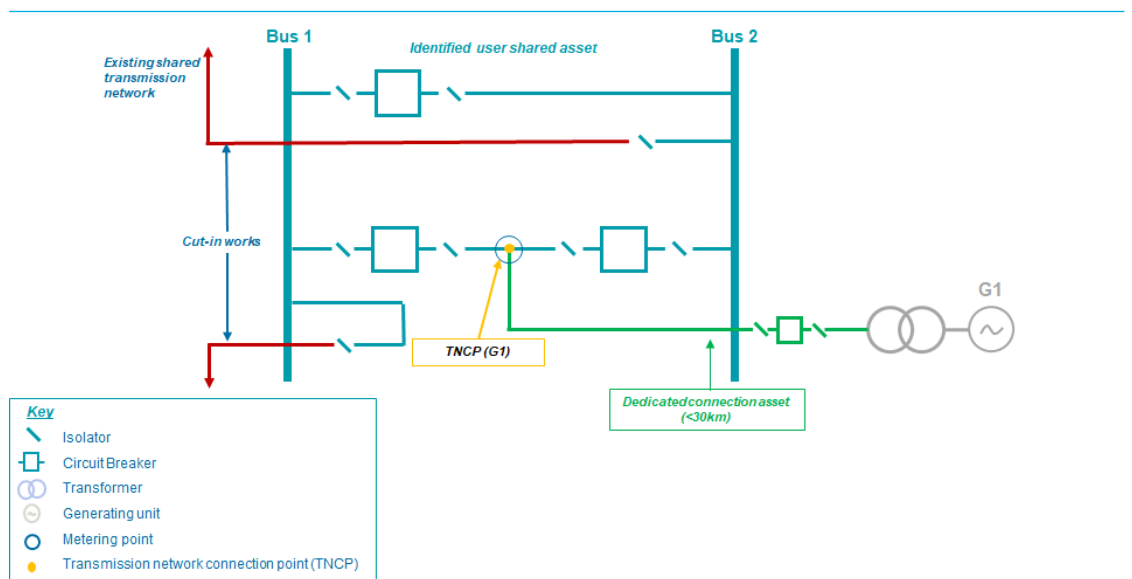 Bus 1
Identified user shared asset
Bus 2
Existing shared
transmission
network
Cut-in works
G1
TNCP (G1)
Dedicated connection asset
(<30km)
Key
Isolator
Circuit Breaker
Transformer
Generating unit
Metering point
Transmission network connection point (TNCP)